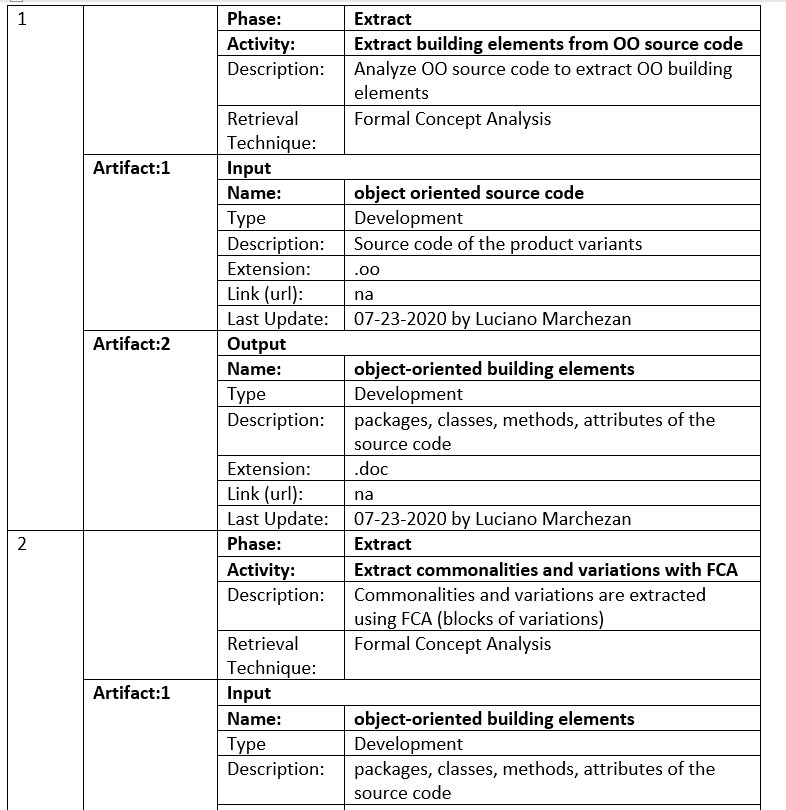 1
Phase: Extract
Activity: Extract building elements from OO source code
Description: Analyze OO source code to extract OO building
elements
Retrieval Formal Concept Analysis
Technique:
Artifact:1 Input
Name: object oriented source code
Type Development
Description: Source code of the product variants
Extension: .oo
Link (url): na
Last Update: 07-23-2020 by Luciano Marchezan
Artifact:2 Output
Name: object-oriented building elements
Type Development
Description: packages, classes, methods, attributes of the
source code
Extension: .doc
Link (url): na
Last Update: 07-23-2020 by Luciano Marchezan
2
Phase: Extract
Activity: Extract commonalities and variations with FCA
Description: Commonalities and variations are extracted
using FCA (blocks of variations)
Retrieval Formal Concept Analysis
Technique:
Artifact:1 Input
Name: object-oriented building elements
Type Development
Description: packages, classes, methods, attributes of the
source code